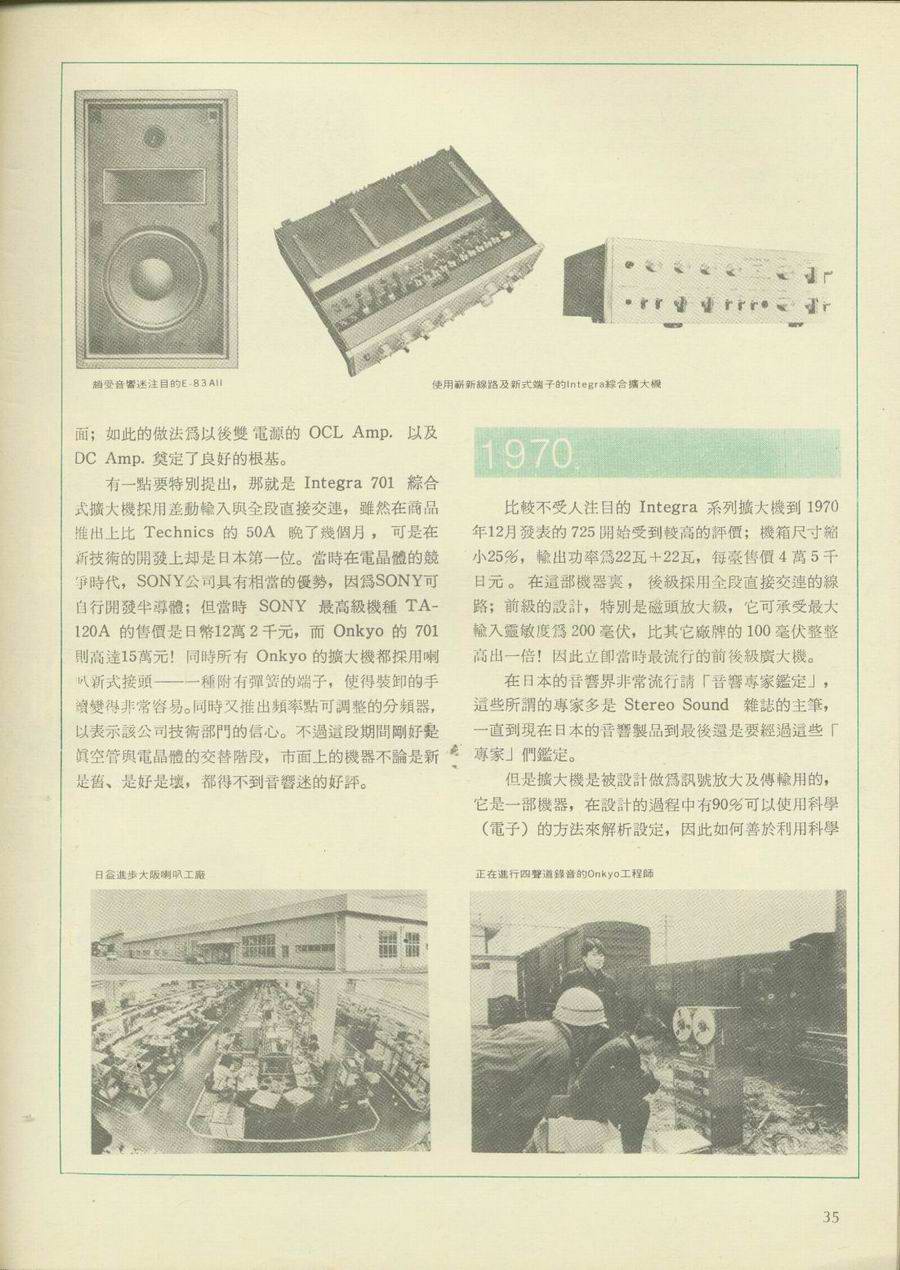 頗受音響迷注目的E-83AII
使用嶄新線路及新式端子的Integra綜合擴大機
面；如此的做法爲以後雙電源的 OCL Amp. 以及
DC Amp. 奠定了良好的根基。
有一點要特別提出，那就是 Integra 701 綜合
式擴大機採用差動輸入與全段直接交連，雖然在商品
推出上比 Technics 的 50A 晚了幾個月，可是在
新技術的開發上却是日本第一位。當時在電晶體的競
爭時代，SONY公司具有相當的優勢，因爲SONY可
自行開發半導體；但當時 SONY 最高級機種 TA-
120A 的售價是日幣12萬2千元，而 Onkyo 的 701
則高達15萬元！同時所有 Onkyo 的擴大機都採用喇
叭新式接頭——一種附有彈簧的端子，使得裝卸的手
續變得非常容易。同時又推出頻率點可調整的分頻器，
以表示該公司技術部門的信心。不過這段期間剛好是
眞空管與電晶體的交替階段，市面上的機器不論是新
是舊、是好是壞，都得不到音響迷的好評。
1970
比較不受人注目的 Integra 系列擴大機到 1970
年12月發表的 725 開始受到較高的評價；機箱尺寸縮
小25%，輸出功率爲22瓦＋22瓦，每臺售價4萬5千
日元。在這部機器裏，後級採用全段直接交連的線
路；前級的設計，特別是磁頭放大級，它可承受最大
輸入靈敏度爲 200 毫伏，比其它廠牌的 100 毫伏整整
高出一倍！因此立即當時最流行的前後級廣大機。
在日本的音響界非常流行請「音響專家鑑定」，
這些所謂的專家多是 Stereo Sound 雜誌的主筆，
一直到現在日本的音響製品到最後還是要經過這些「
專家」們鑑定。
但是擴大機是被設計做爲訊號放大及傳輸用的，
它是一部機器，在設計的過程中有90%可以使用科學
（電子）的方法來解析設定，因此如何善於利用科學
日益進步大阪喇叭工廠
正在進行四聲道錄音的Onkyo工程師
35